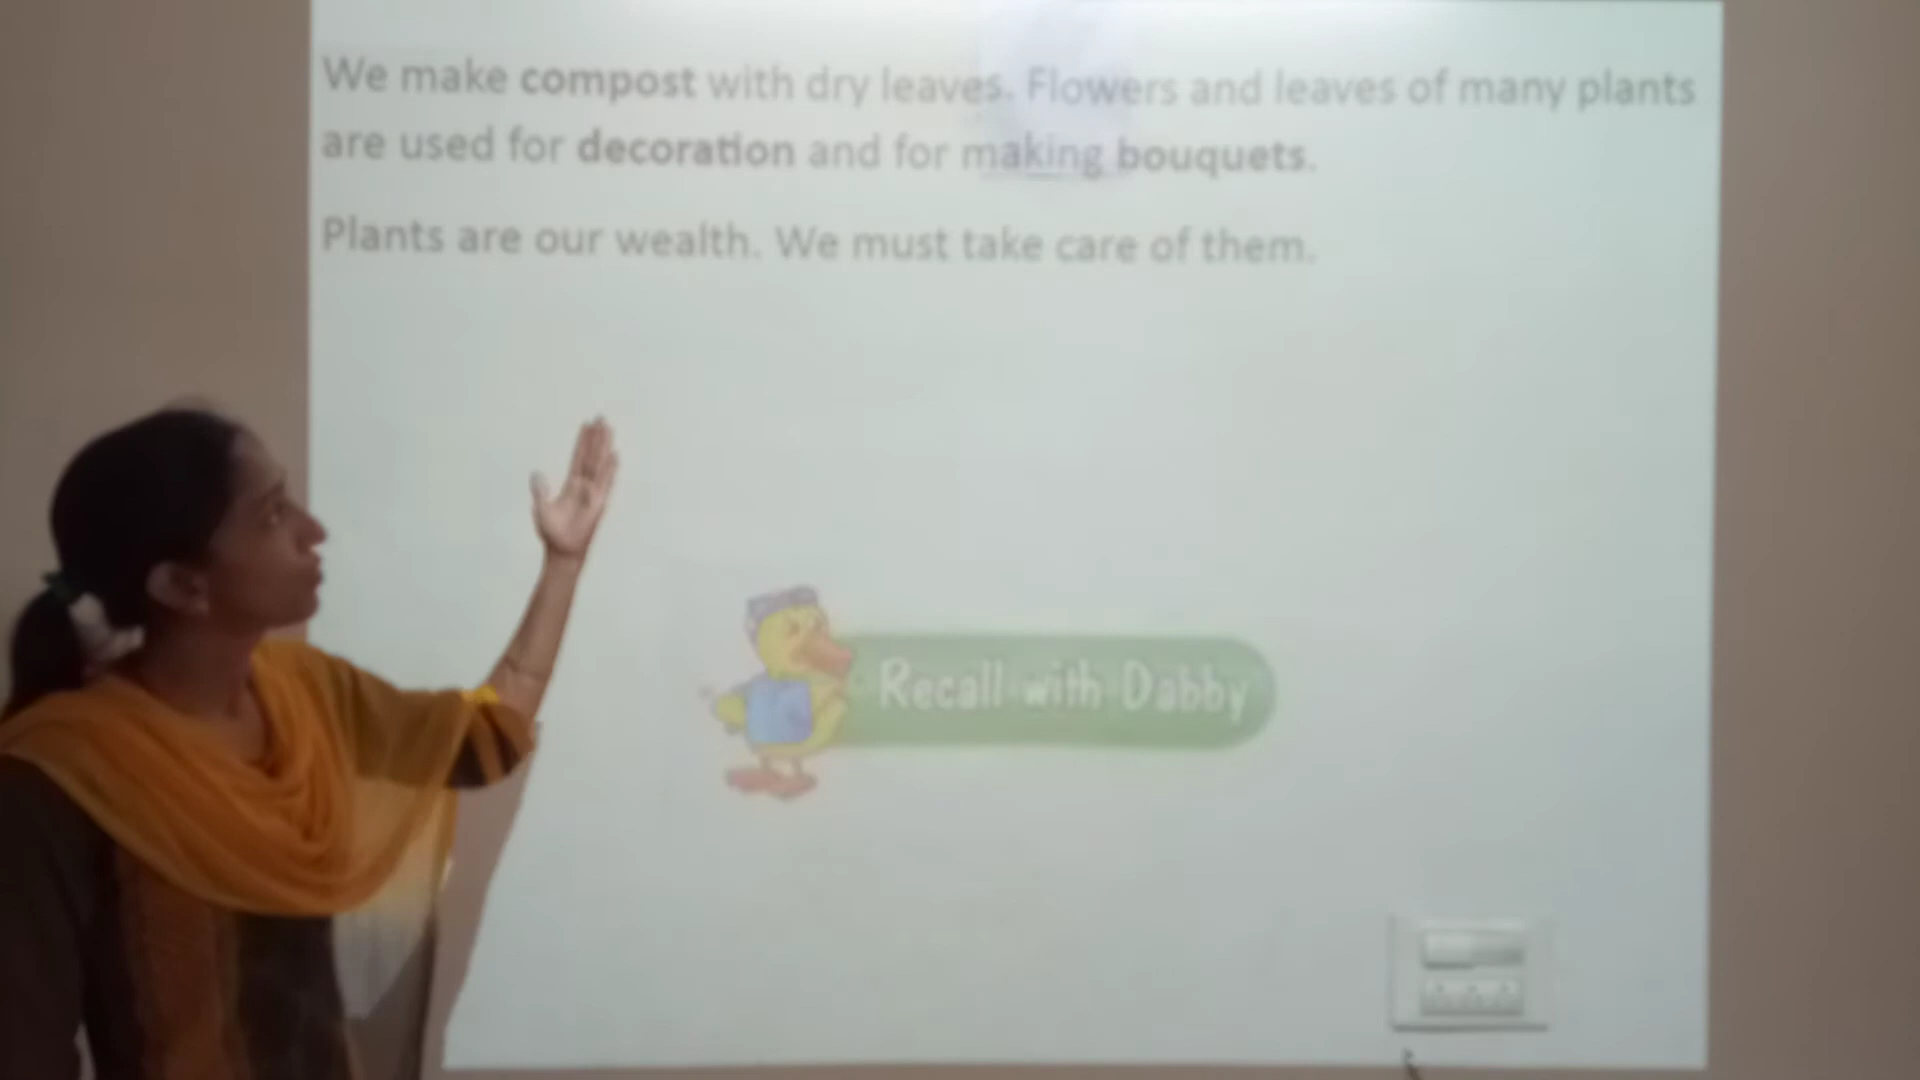 We make compost with dry leaves. Flowers and leaves of many plants
are used for decoration and for making bouquets.
Plants are our wealth. We must take care of them.
Recall with Dabby